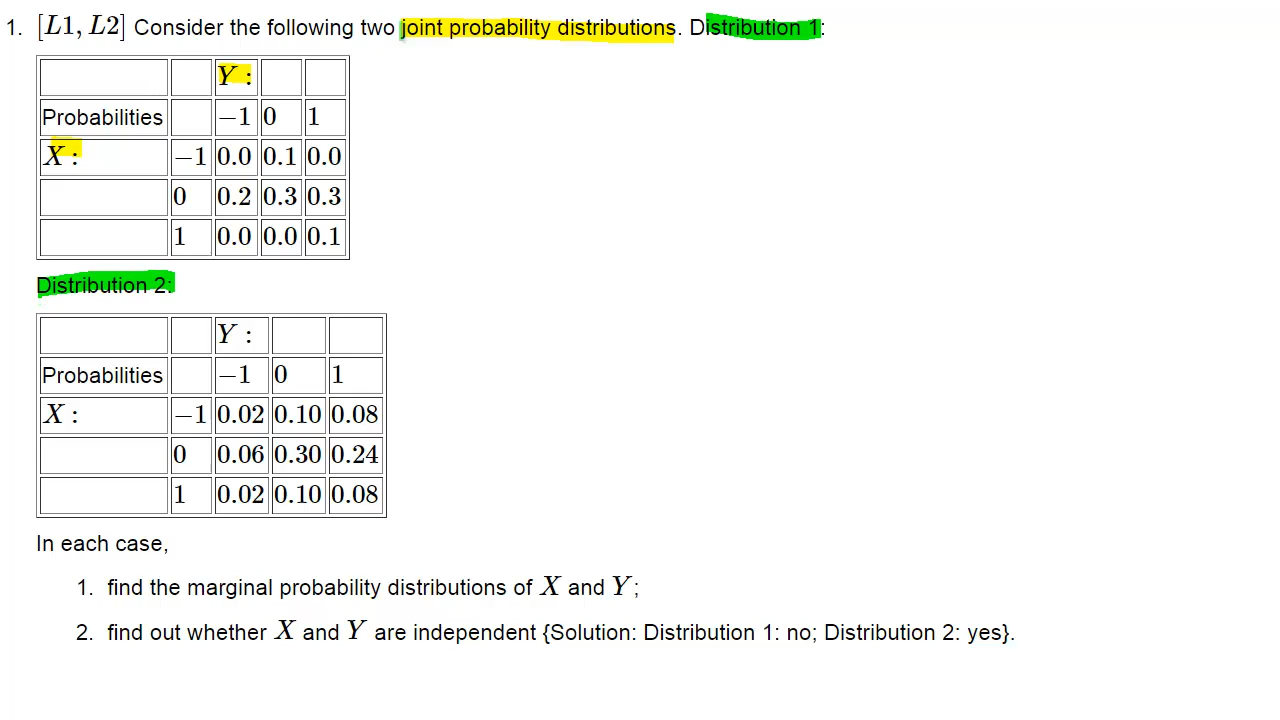 1. [L1, L2] Consider the following two joint probability distributions. Distribution 1:
Y :
Probabilities −1 0 1
X : −1 0.0 0.1 0.0
0 0.2 0.3 0.3
1 0.0 0.0 0.1
Distribution 2:
Y :
Probabilities −1 0 1
X : −1 0.02 0.10 0.08
0 0.06 0.30 0.24
1 0.02 0.10 0.08
In each case,
1. find the marginal probability distributions of X and Y;
2. find out whether X and Y are independent {Solution: Distribution 1: no; Distribution 2: yes}.